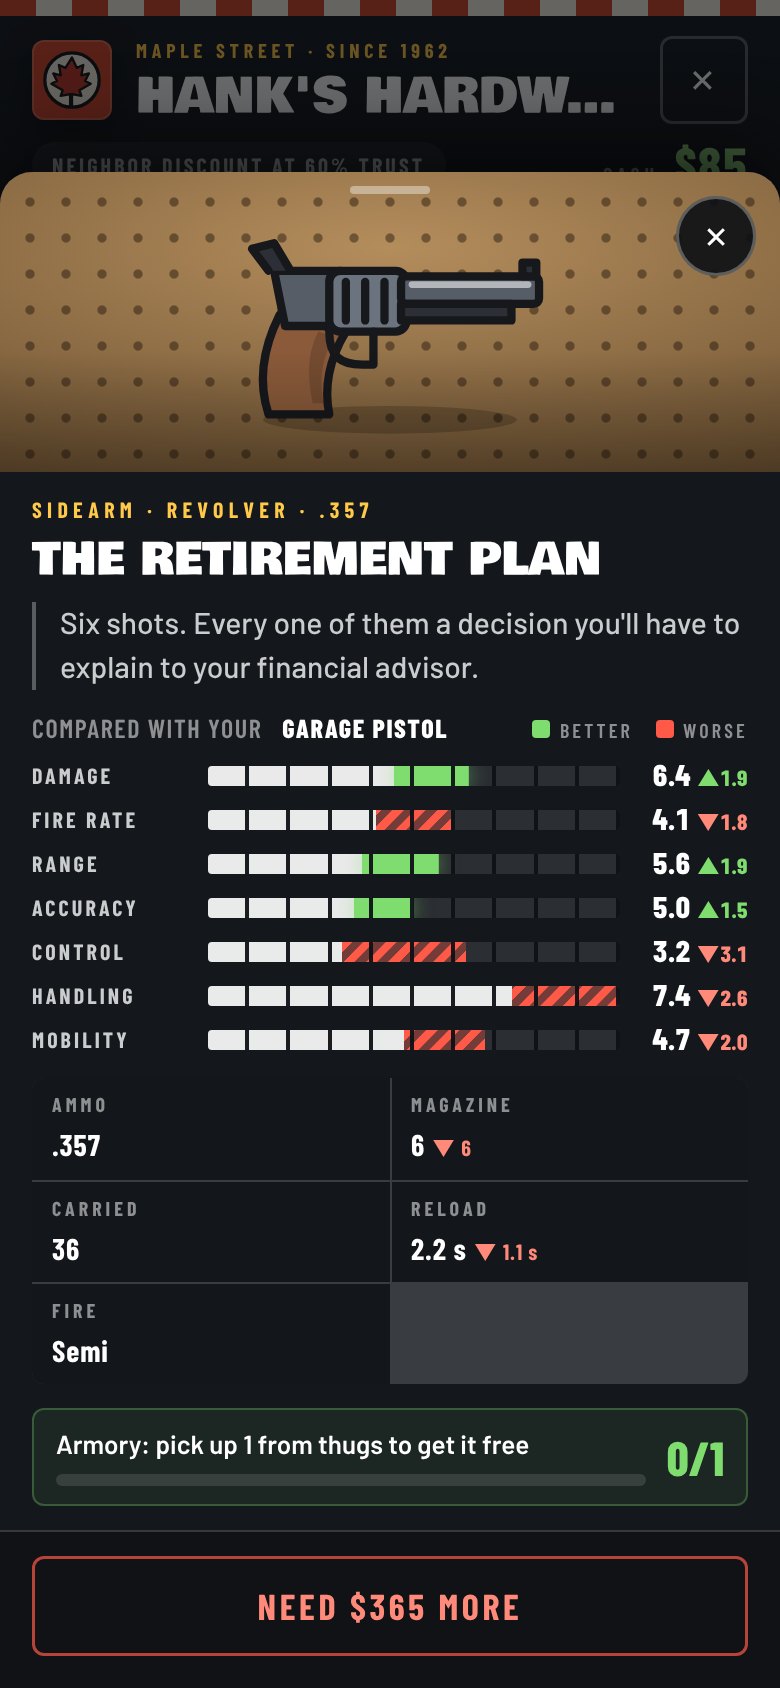 MAPLE STREET · SINCE 1962
HANK'S HARDW...
×
NEIGHBOR DISCOUNT AT 60% TRUST
CASH $85
×
SIDEARM · REVOLVER · .357
THE RETIREMENT PLAN
Six shots. Every one of them a decision you'll have to
explain to your financial advisor.
COMPARED WITH YOUR GARAGE PISTOL BETTER WORSE
DAMAGE 6.4 ▲1.9
FIRE RATE 4.1 ▼1.8
RANGE 5.6 ▲1.9
ACCURACY 5.0 ▲1.5
CONTROL 3.2 ▼3.1
HANDLING 7.4 ▼2.6
MOBILITY 4.7 ▼2.0
AMMO
.357
MAGAZINE
6 ▼ 6
CARRIED
36
RELOAD
2.2 s ▼ 1.1 s
FIRE
Semi
Armory: pick up 1 from thugs to get it free
0/1
NEED $365 MORE